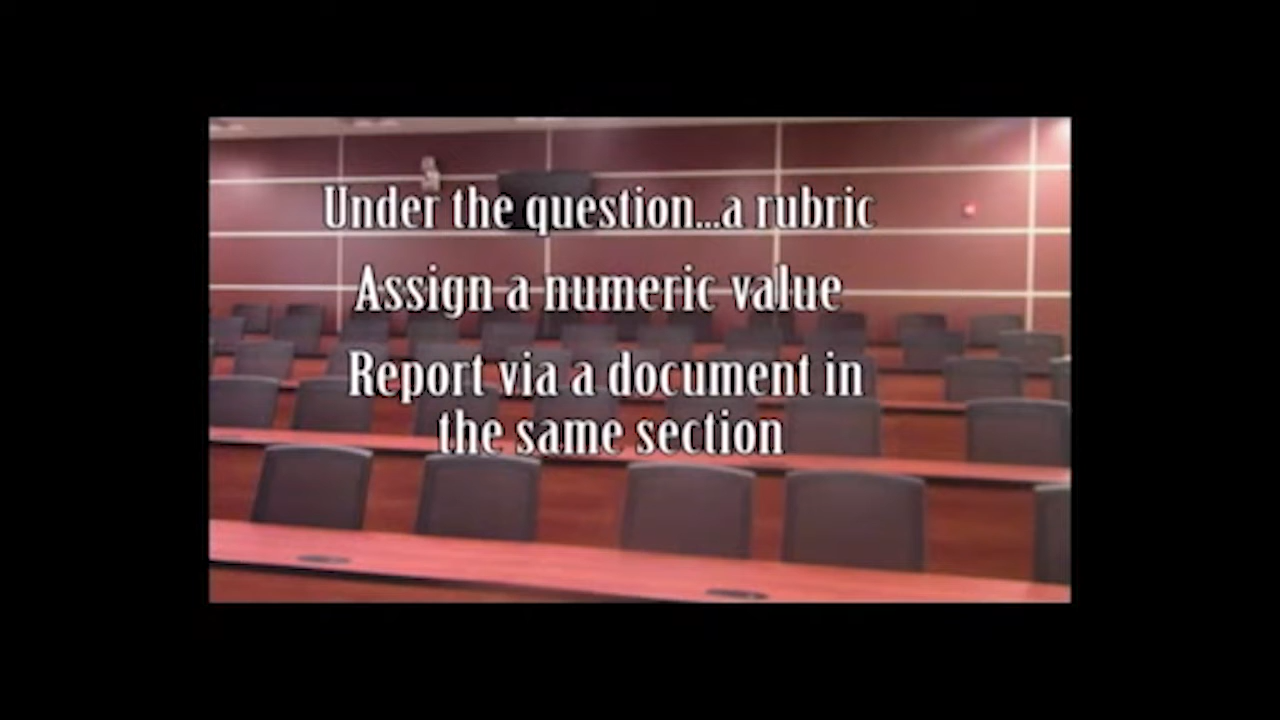 Under the question...a rubric
Assign a numeric value
Report via a document in
the same section